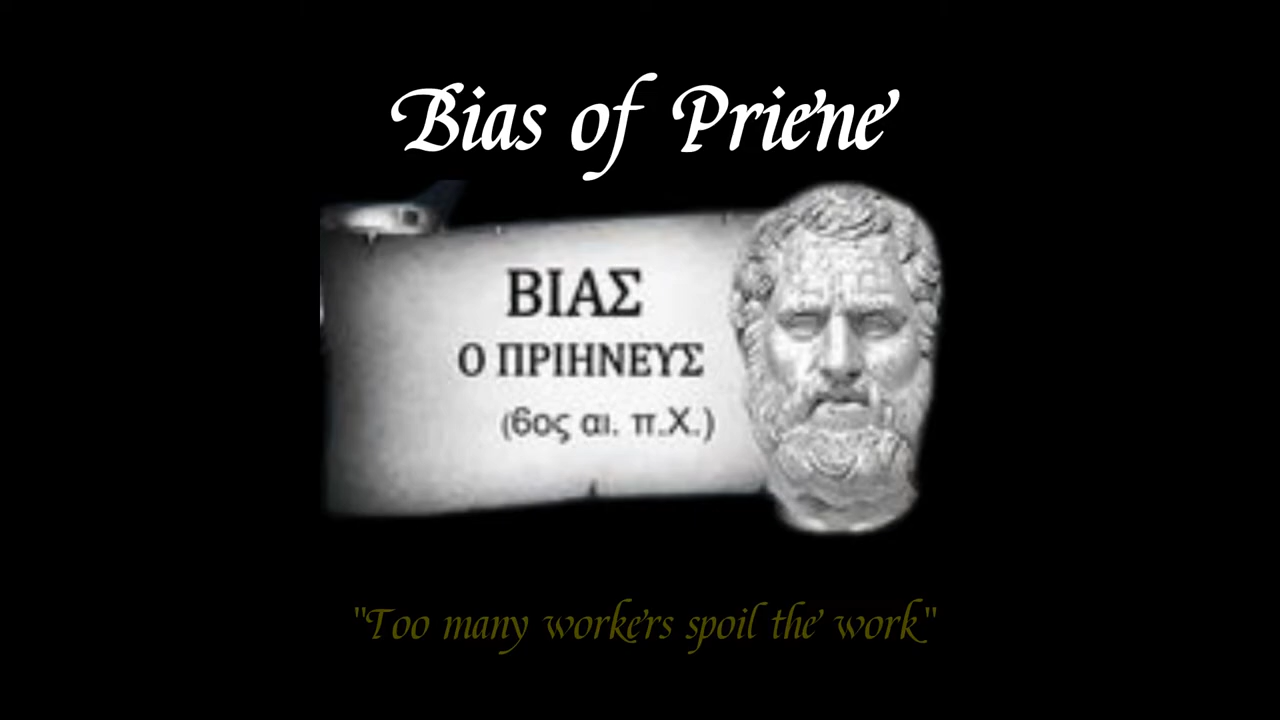 Bias of Priene
ΒΙΑΣ
Ο ΠΡΙΗΝΕΥΣ
(6ος αι. π.Χ.)
"Too many workers spoil the work"